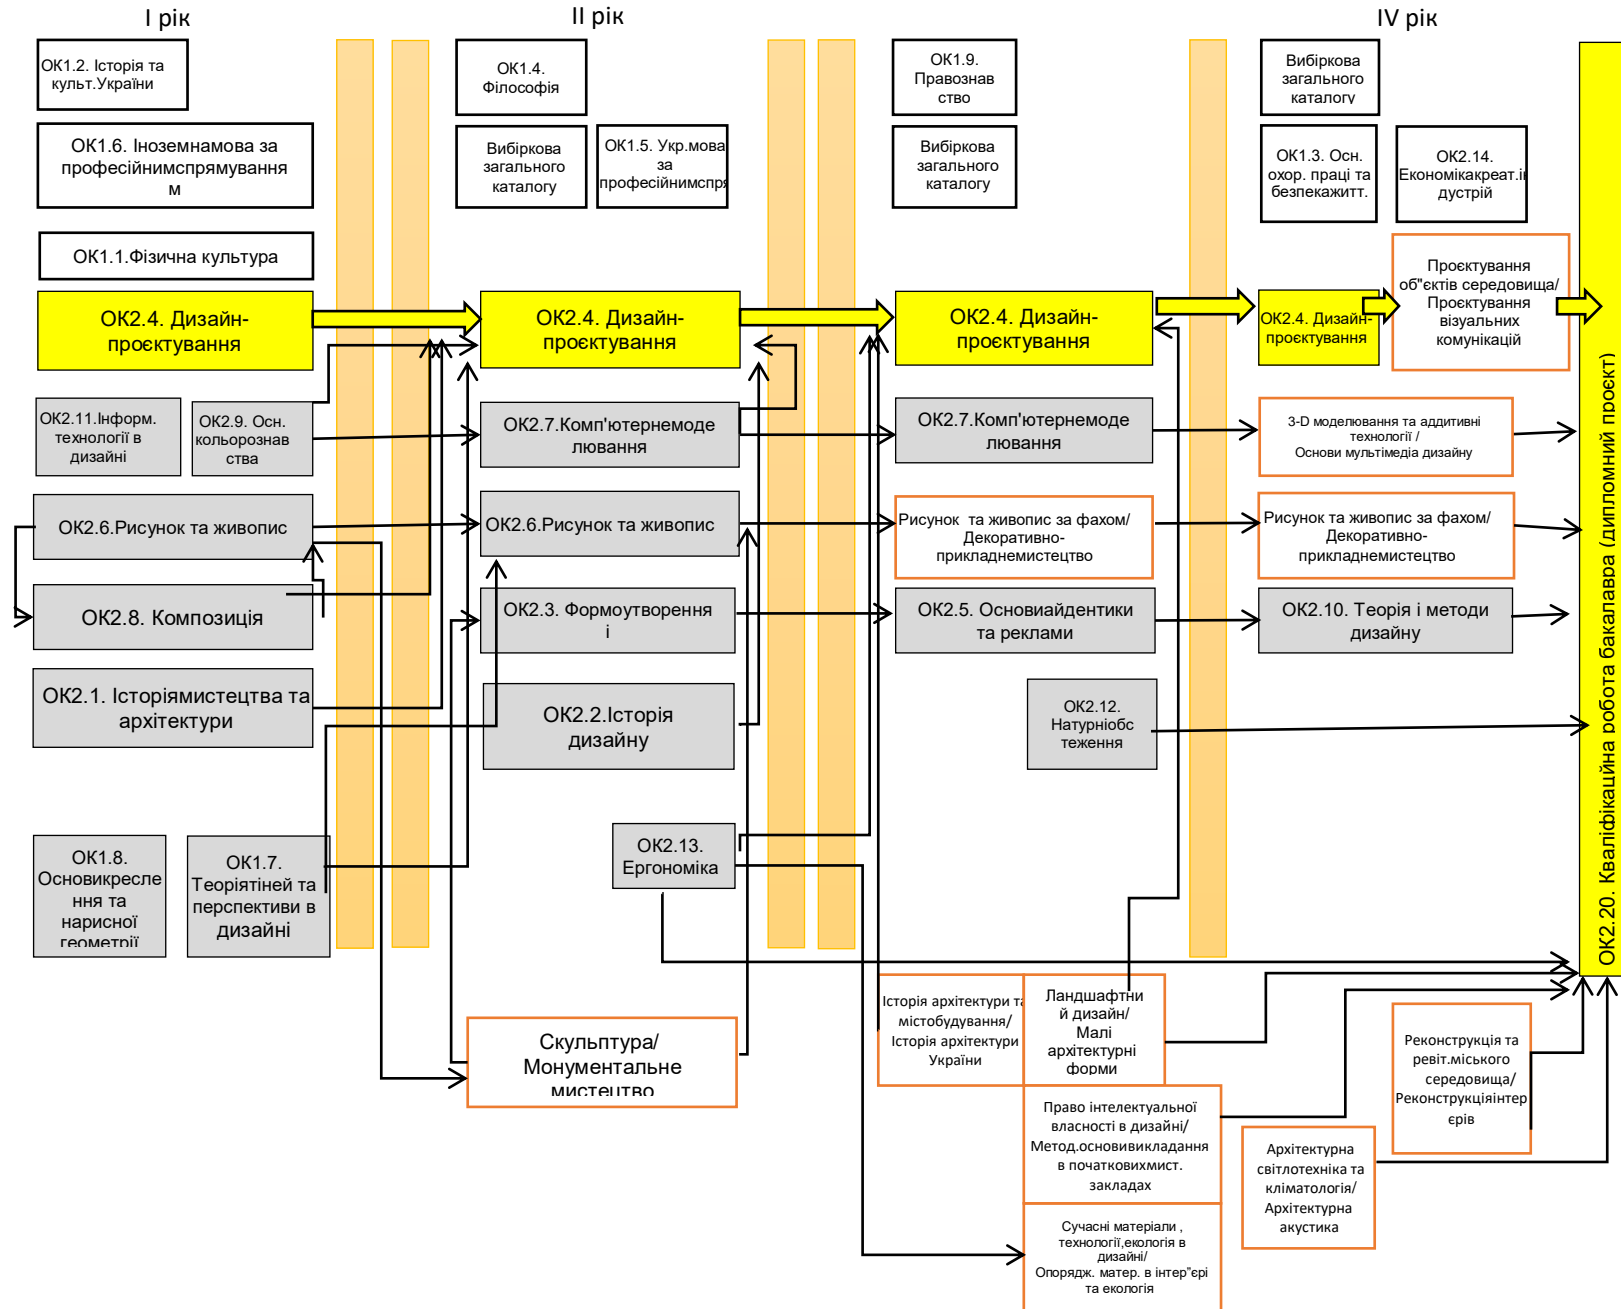 І рік
ІІ рік
IV рік
ОК1.2. Історія та
культ.України
ОК1.6. Іноземнамова за
професійнимспрямуванням
м
ОК1.1.Фізична культура
ОК2.4. Дизайн-
проєктування
ОК2.11.Інформ.
технології в
дизайні
ОК2.9. Осн.
кольорознав
ства
ОК2.6.Рисунок та живопис
ОК2.8. Композиція
ОК2.1. Історіямистецтва та
архітектури
ОК1.8.
Основикресле
ння та
нарисної
геометрії
ОК1.7.
Теоріятіней та
перспективи в
дизайні
ОК1.4.
Філософія
Вибіркова
загального
каталогу
ОК1.5. Укр.мова
за
професійнимспря
ОК2.4. Дизайн-
проєктування
ОК2.7.Комп'ютернемоде
лювання
ОК2.6.Рисунок та живопис
ОК2.3. Формоутворенн
і
ОК2.2.Історія
дизайну
ОК2.13.
Ергономіка
Скульптура/
Монументальне
мистецтво
ОК1.9.
Правознав
ство
Вибіркова
загального
каталогу
ОК2.4. Дизайн-
проєктування
ОК2.7.Комп'ютернемоде
лювання
Рисунок та живопис за фахом/
Декоративно-
прикладнемистецтво
ОК2.5. Основиайдентики
та реклами
ОК2.12.
Натурніобс
теження
Історія архітектури та
містобудування/
Історія архітектури
України
Ландшафтни
й дизайн/
Малі
архітектурні
форми
Право інтелектуальної
власності в дизайні/
Метод.основивикладання
в початковихмист.
закладах
Сучасні матеріали ,
технології,екологія в
дизайні/
Опорядж. матер. в інтер"єрі
та екологія
Вибіркова
загального
каталогу
ОК1.3. Осн.
охор. праці та
безпекажитт.
ОК2.14.
Економікакреат.ін
дустрій
ОК2.4. Дизайн-
проєктування
Проєктування
об"єктів середовища/
Проєктування
візуальних
комунікацій
3-D моделювання та аддитивні
технології /
Основи мультімедіа дизайну
Рисунок та живопис за фахом/
Декоративно-
прикладнемистецтво
ОК2.10. Теорія і методи
дизайну
Архітектурна
світлотехніка та
кліматологія/
Архітектурна
акустика
Реконструкція та
ревіт.міського
середовища/
Реконструкціяінтер
єрів
ОК2.20. Кваліфікаційна робота бакалавра (дипломний проєкт)